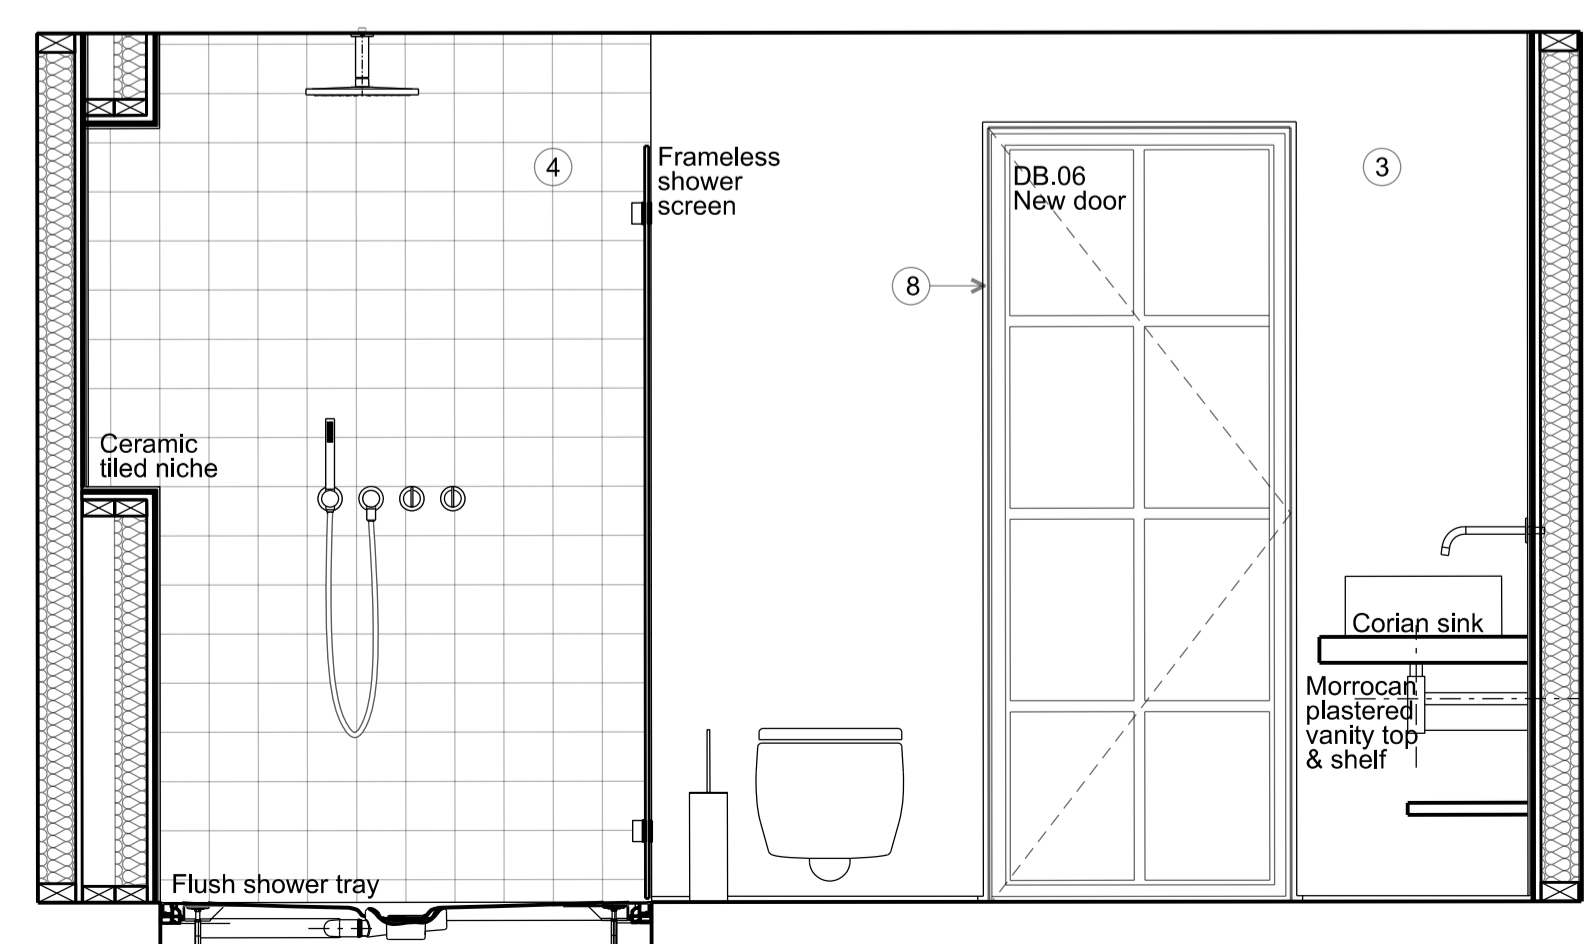 4
Frameless
shower
screen
DB.06
New door
3
8
Ceramic
tiled niche
Corian sink
Morrocan
plastered
vanity top
& shelf
Flush shower tray